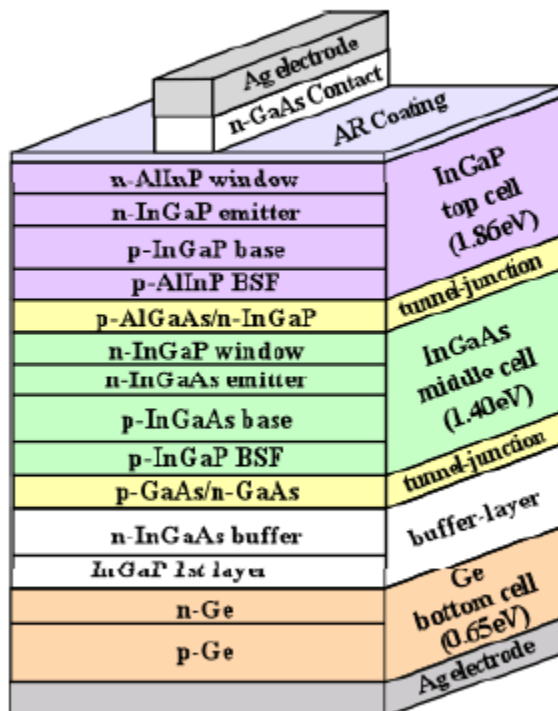 Ag electrode
n-GaAs Contact
AR Coating
n-AlInP window
n-InGaP emitter
p-InGaP base
p-AlInP BSF
p-AlGaAs/n-InGaP
n-InGaP window
n-InGaAs emitter
p-InGaAs base
p-InGaP BSF
p-GaAs/n-GaAs
n-InGaAs buffer
InGaP 1st layer
n-Ge
p-Ge
InGaP
top cell
(1.86eV)
tunnel-junction
InGaAs
middle cell
(1.40eV)
tunnel-junction
buffer-layer
Ge
bottom cell
(0.65eV)
Ag electrode